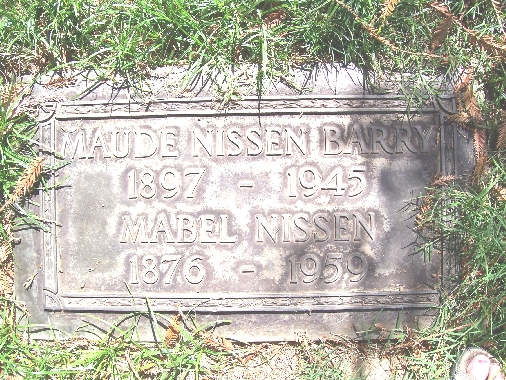 MAUDE NISSEN BARRY
1897 - 1945
MABEL NISSEN
1876 - 1959